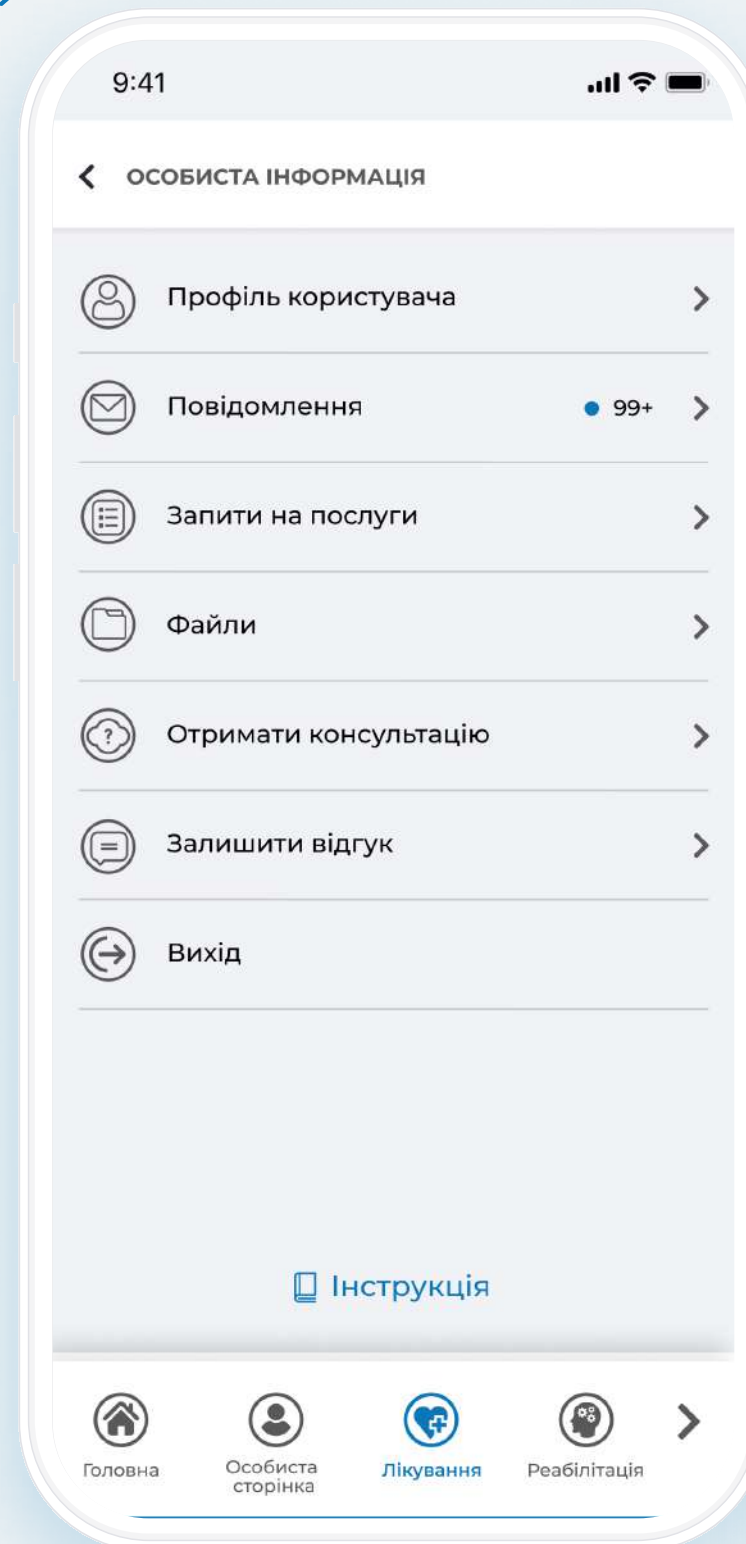 9:41
ОСОБИСТА ІНФОРМАЦІЯ
Профіль користувача
Повідомлення 99+
Запити на послуги
Файли
?
Отримати консультацію
Залишити відгук
Вихід
Інструкція
Головна
Особиста
сторінка
Лікування
Реабілітація